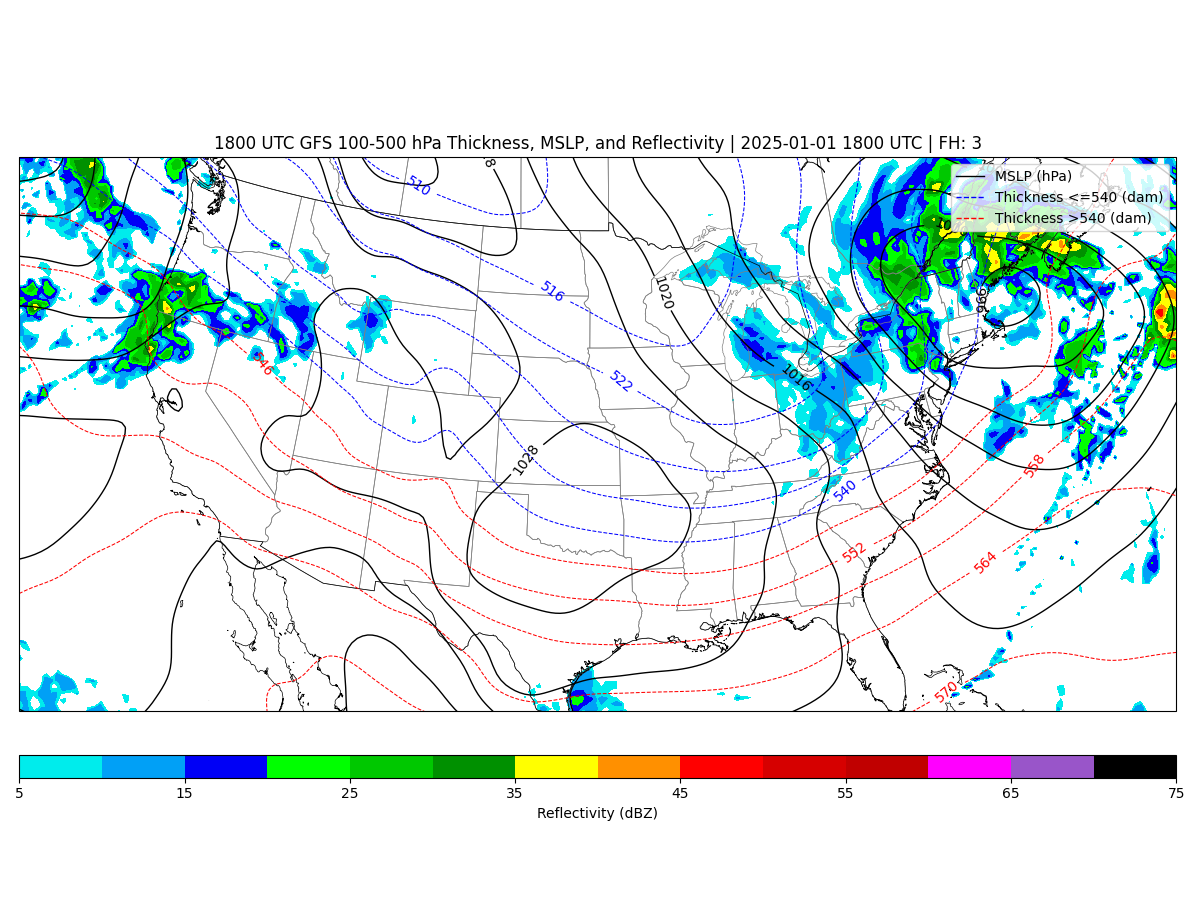 1800 UTC GFS 100-500 hPa Thickness, MSLP, and Reflectivity | 2025-01-01 1800 UTC | FH: 3
MSLP (hPa)
Thickness <=540 (dam)
Thickness >540 (dam)
510
516
1020
996
546
522
1016
1028
558
540
552
564
570
5 15 25 35 45 55 65 75
Reflectivity (dBZ)